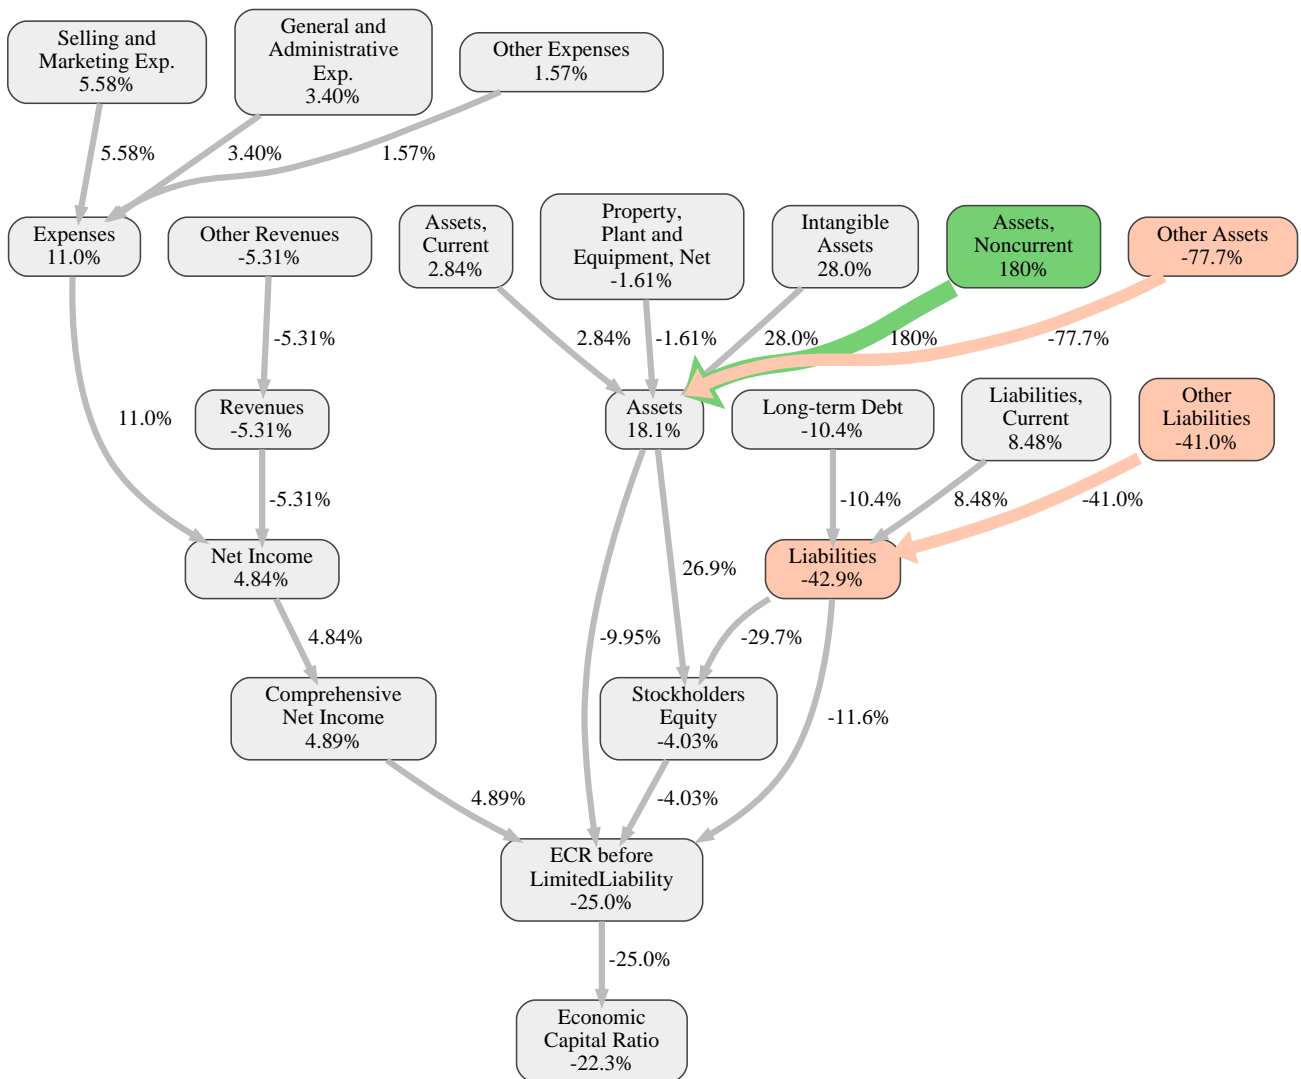 Selling and
Marketing Exp.
5.58%
General and
Administrative
Exp.
3.40%
Other Expenses
1.57%
5.58%
3.40%
1.57%
Expenses
11.0%
Other Revenues
-5.31%
Assets,
Current
2.84%
Property,
Plant and
Equipment, Net
-1.61%
Intangible
Assets
28.0%
Assets,
Noncurrent
180%
Other Assets
-77.7%
-5.31%
2.84%
-1.61%
28.0%
180%
-77.7%
11.0%
Revenues
-5.31%
Assets
18.1%
Long-term Debt
-10.4%
Liabilities,
Current
8.48%
Other
Liabilities
-41.0%
-5.31%
-10.4%
8.48%
-41.0%
Net Income
4.84%
26.9%
Liabilities
-42.9%
4.84%
-9.95%
-29.7%
Comprehensive
Net Income
4.89%
Stockholders
Equity
-4.03%
-11.6%
4.89%
-4.03%
ECR before
LimitedLiability
-25.0%
-25.0%
Economic
Capital Ratio
-22.3%